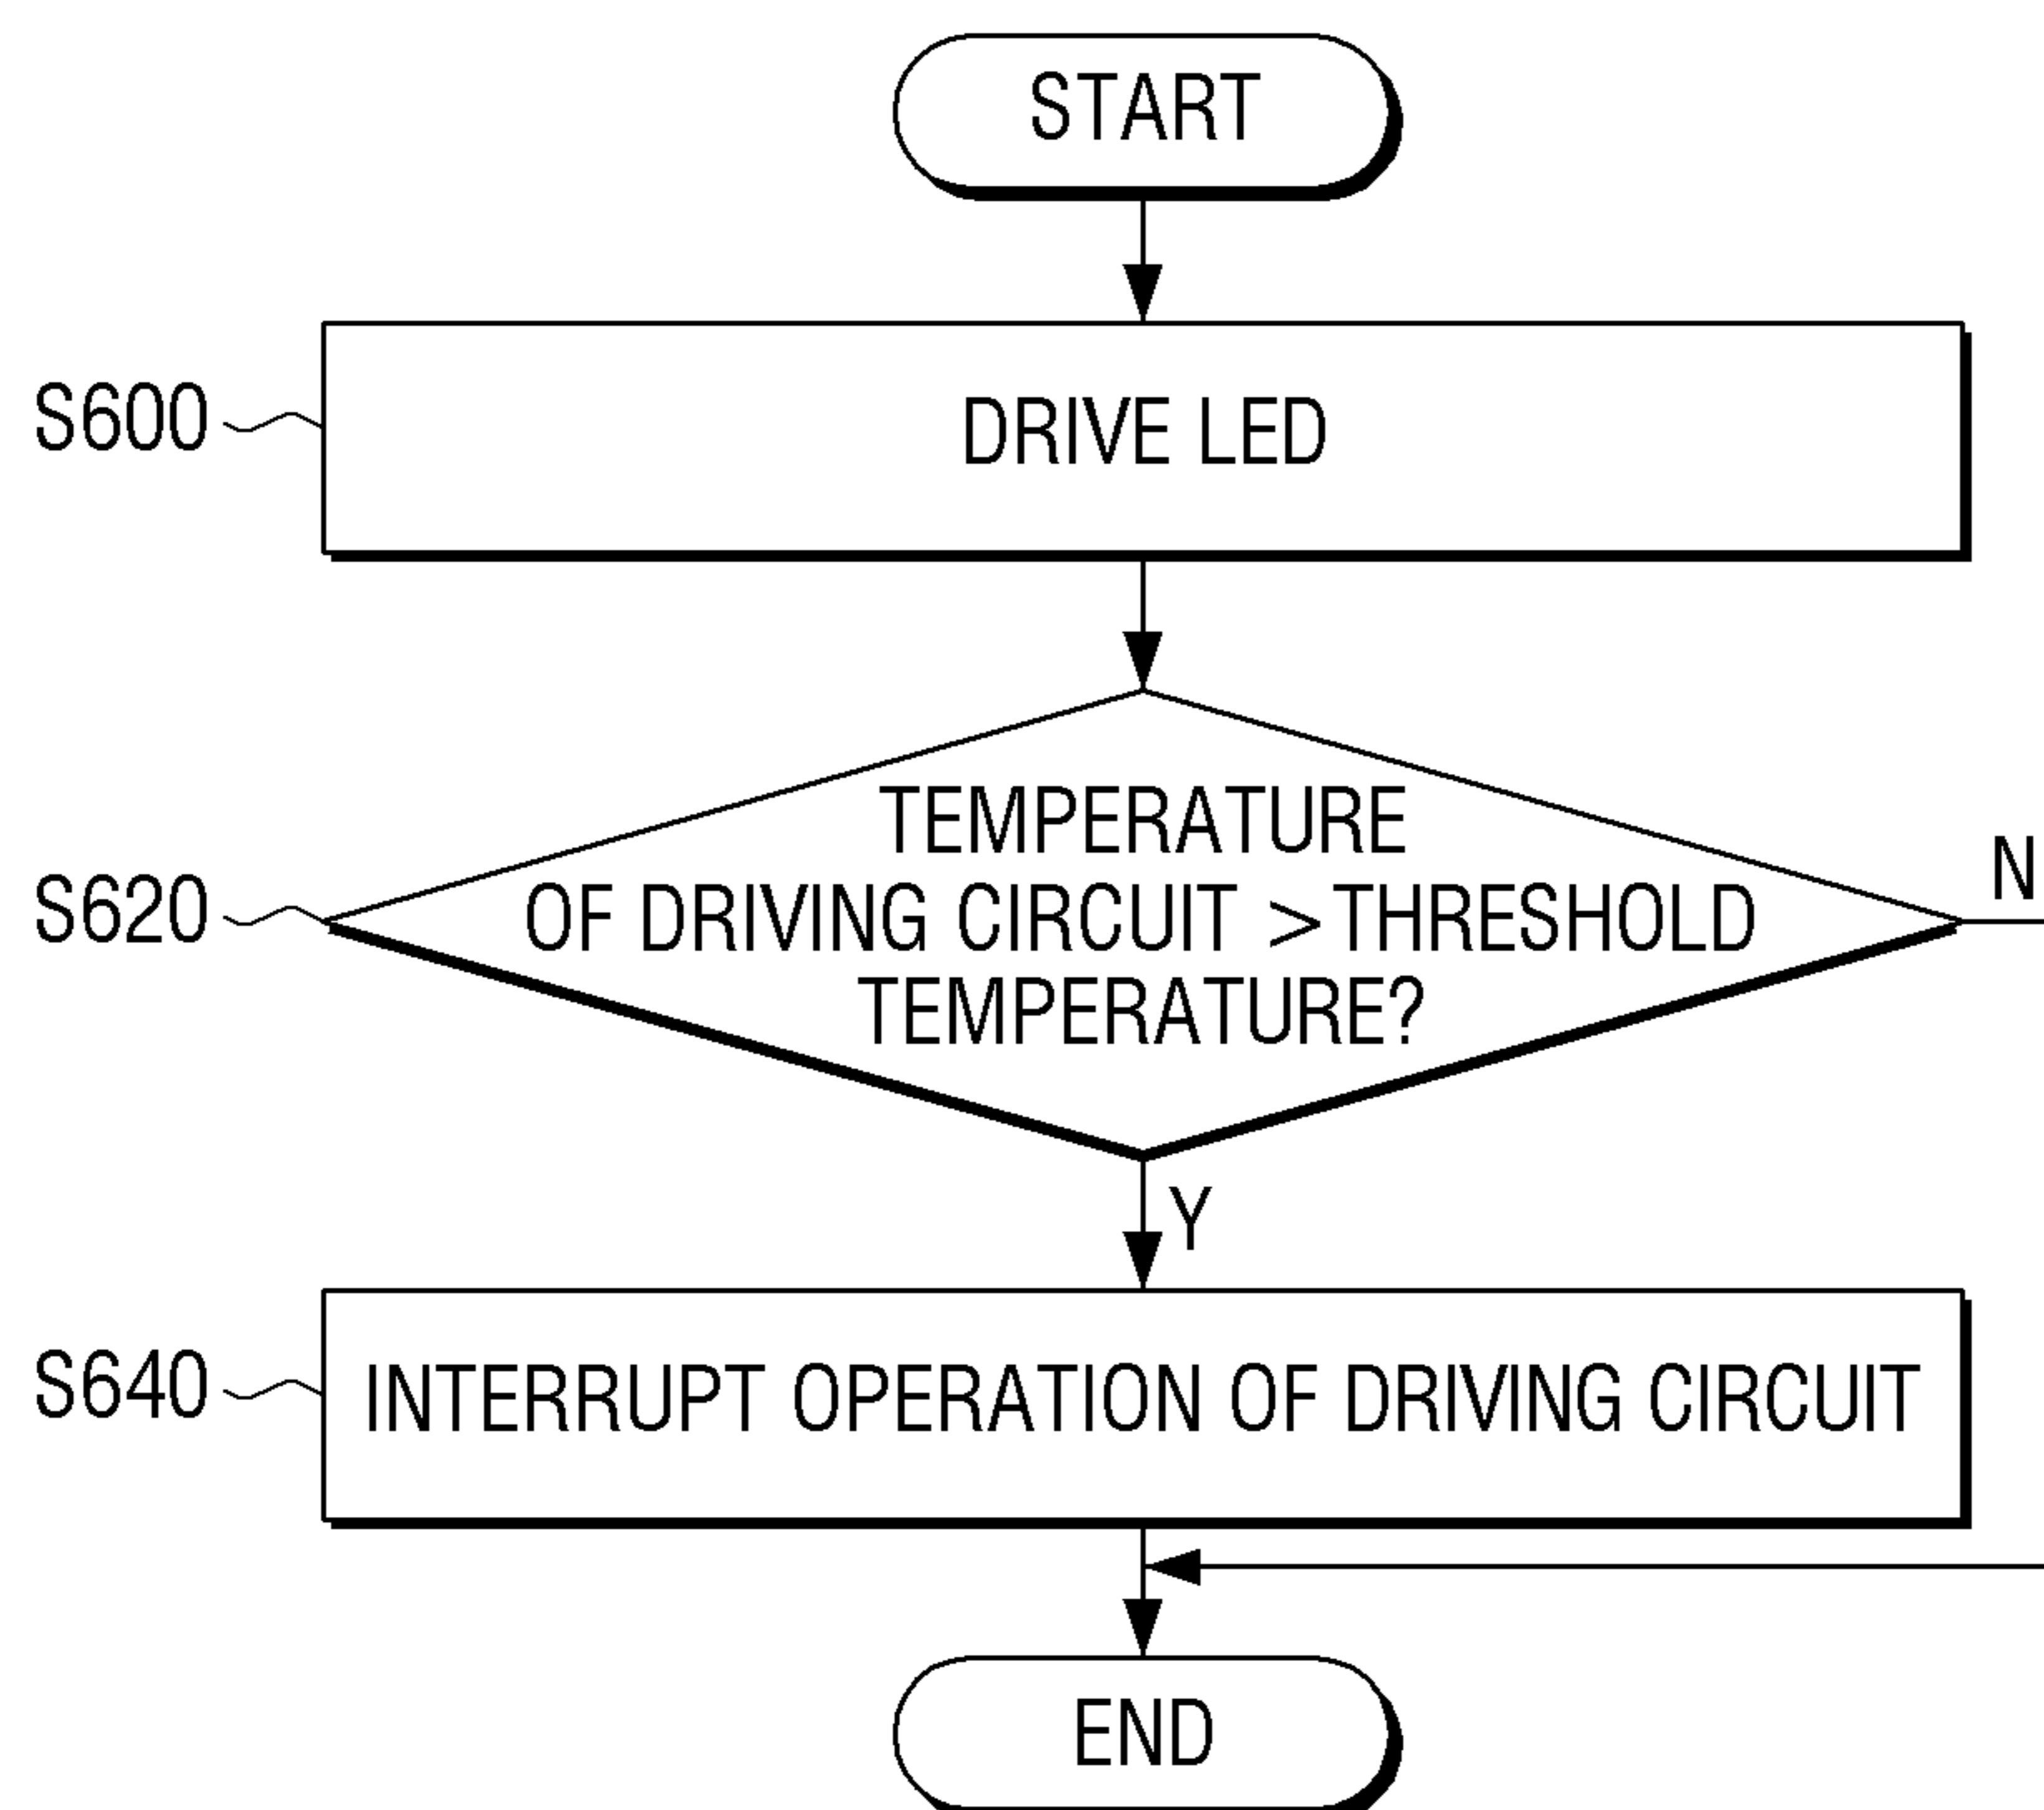 START
S600
DRIVE LED
TEMPERATURE
S620
OF DRIVING CIRCUIT > THRESHOLD
N
TEMPERATURE?
Y
S640
INTERRUPT OPERATION OF DRIVING CIRCUIT
END